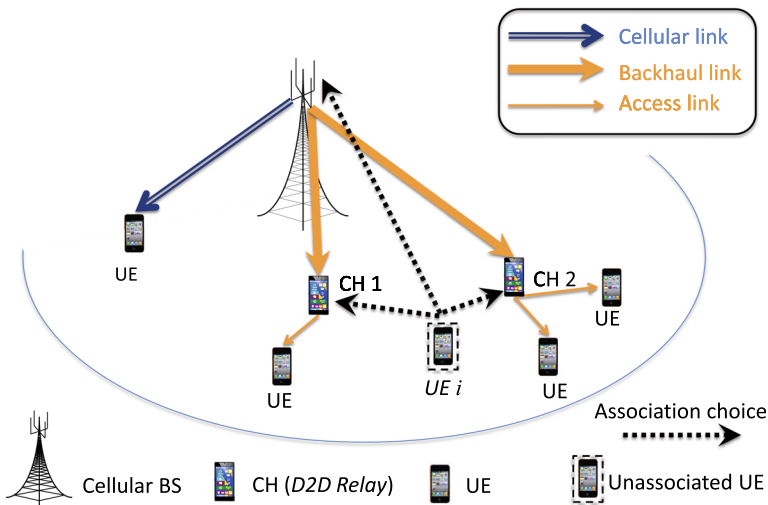 Cellular link
Backhaul link
Access link
UE
CH 1
CH 2
UE
UE
UE i
UE
Association choice
Cellular BS
CH (D2D Relay)
UE
Unassociated UE